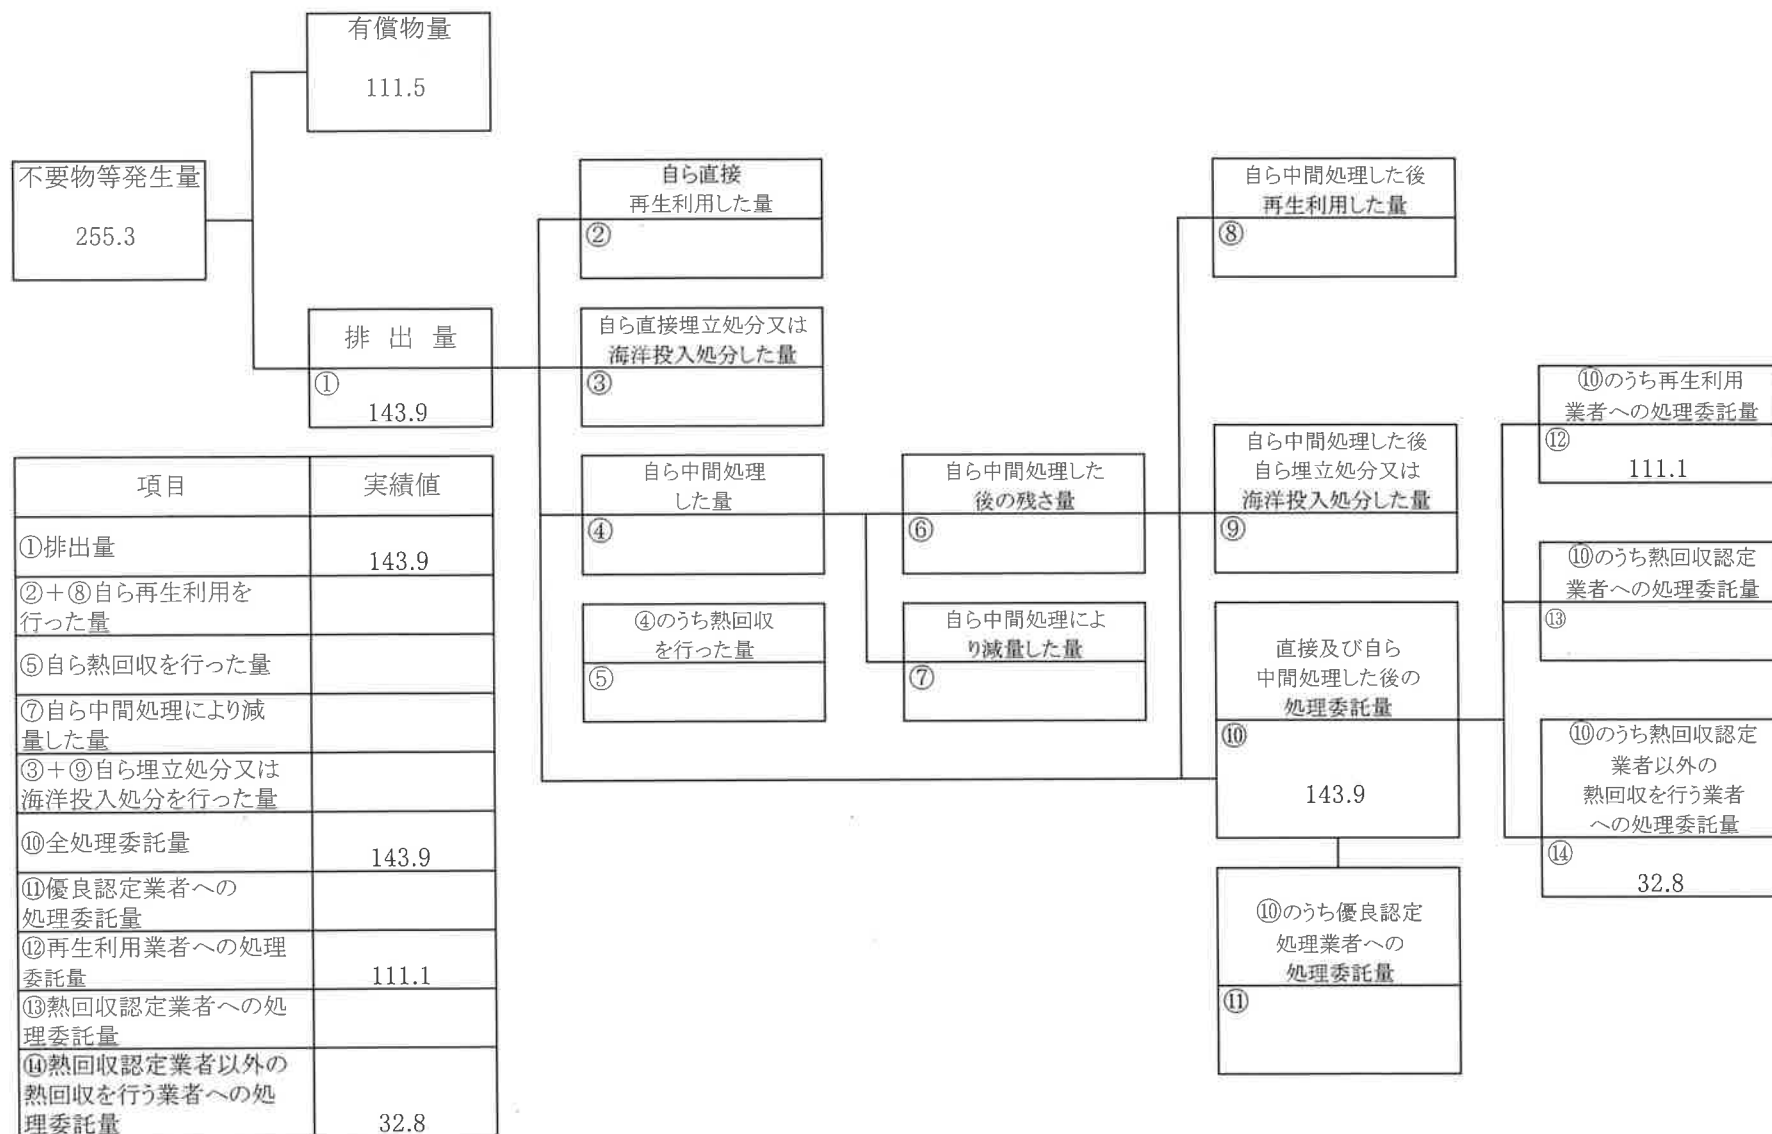 有償物量
111.5
不要物等発生量
255.3
排 出 量
①
143.9
自ら直接
再生利用した量
②
自ら直接埋立処分又は
海洋投入処分した量
③
自ら中間処理
した量
④
④のうち熱回収
を行った量
⑤
自ら中間処理した
後の残さ量
⑥
自ら中間処理によ
り減量した量
⑦
自ら中間処理した後
再生利用した量
⑧
自ら中間処理した後
自ら埋立処分又は
海洋投入処分した量
⑨
直接及び自ら
中間処理した後の
処理委託量
⑩
143.9
⑩のうち優良認定
処理業者への
処理委託量
⑪
⑩のうち再生利用
業者への処理委託量
⑫
111.1
⑩のうち熱回収認定
業者への処理委託量
⑬
⑩のうち熱回収認定
業者以外の
熱回収を行う業者
への処理委託量
⑭
32.8
項目 実績値
①排出量 143.9
②＋⑧自ら再生利用を
行った量
⑤自ら熱回収を行った量
⑦自ら中間処理により減
量した量
③＋⑨自ら埋立処分又は
海洋投入処分を行った量
⑩全処理委託量 143.9
⑪優良認定業者への
処理委託量
⑫再生利用業者への処理
委託量 111.1
⑬熱回収認定業者への処
理委託量
⑭熱回収認定業者以外の
熱回収を行う業者への処
理委託量 32.8